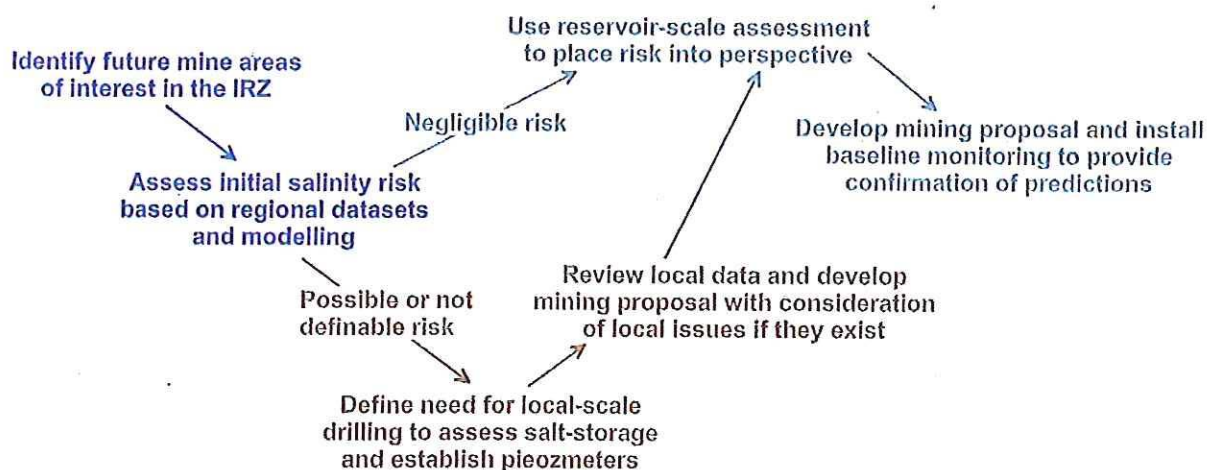 Identify future mine areas
of interest in the IRZ
Assess initial salinity risk
based on regional datasets
and modelling
Negligible risk
Use reservoir-scale assessment
to place risk into perspective
Develop mining proposal and install
baseline monitoring to provide
confirmation of predictions
Possible or not
definable risk
Define need for local-scale
drilling to assess salt-storage
and establish pieozmeters
Review local data and develop
mining proposal with consideration
of local issues if they exist